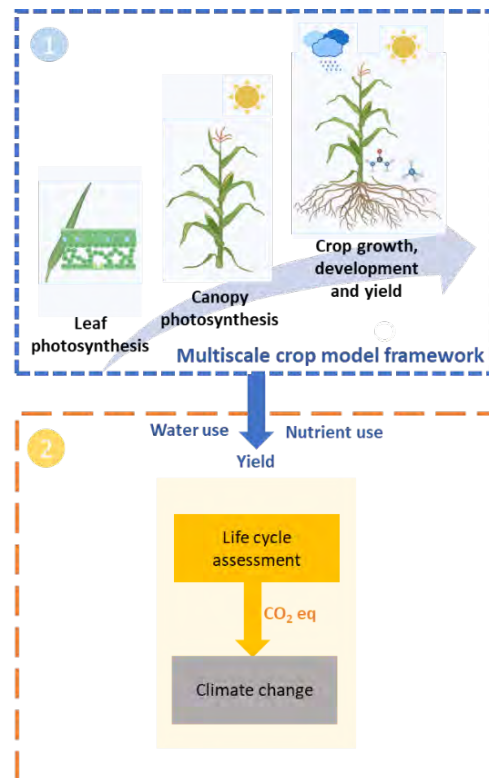 1
Leaf
photosynthesis
Canopy
photosynthesis
Crop growth,
development
and yield
Multiscale crop model framework
2
Water use
Nutrient use
Yield
Life cycle
assessment
CO₂ eq
Climate change